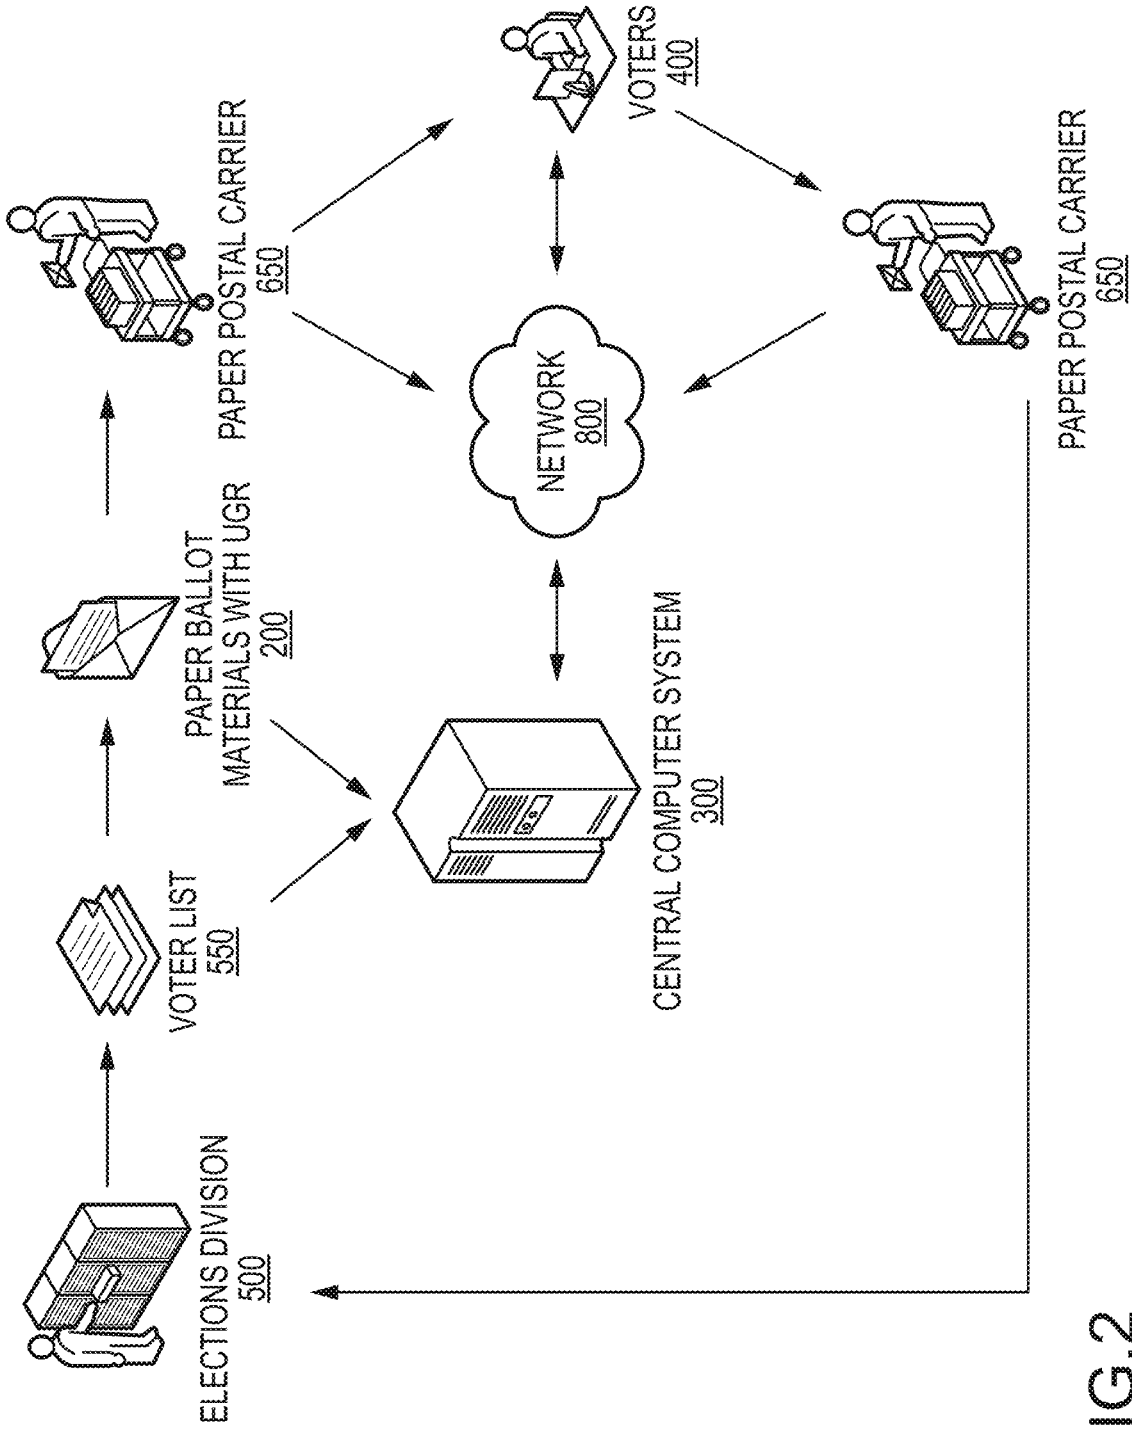 ELECTIONS DIVISION
500
VOTER LIST
550
PAPER BALLOT
MATERIALS WITH UGR
200
PAPER POSTAL CARRIER
650
CENTRAL COMPUTER SYSTEM
300
NETWORK
800
VOTERS
400
PAPER POSTAL CARRIER
650
IG.2